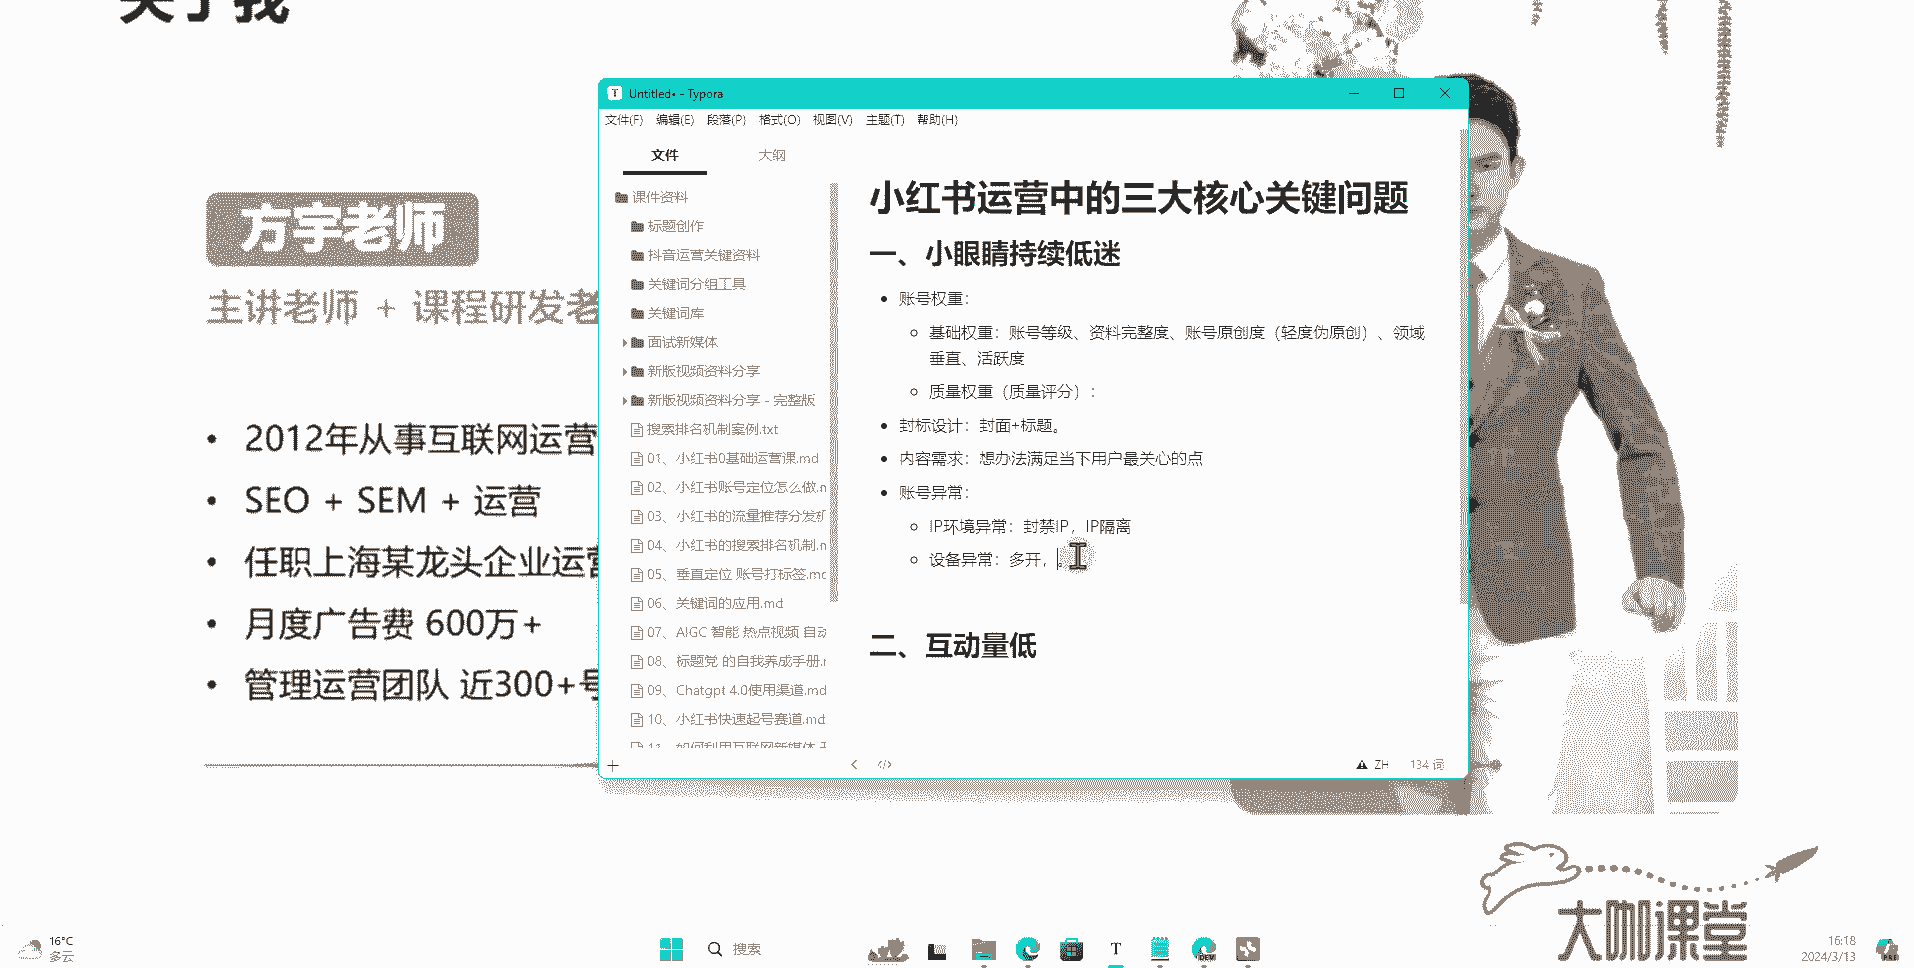 关于我
方宇老师
主讲老师 + 课程研发老
• 2012年从事互联网运营
• SEO + SEM + 运营
• 任职上海某龙头企业运营
• 月度广告费 600万+
• 管理运营团队 近300+号
Untitled• - Typora
文件(F) 编辑(E) 段落(P) 格式(O) 视图(V) 主题(T) 帮助(H)
文件 大纲
课件资料
标题创作
抖音运营关键资料
关键词分组工具
关键词库
面试新媒体
新版视频资料分享
新版视频资料分享 - 完整版
搜索排名机制案例.txt
01、小红书0基础运营课.md
02、小红书账号定位怎么做.n
03、小红书的流量推荐分发机
04、小红书的搜索排名机制.n
05、垂直定位 账号打标签.mc
06、关键词的应用.md
07、AIGC 智能 热点视频 自动
08、标题党 的自我养成手册.r
09、Chatgpt 4.0使用渠道.md
10、小红书快速起号赛道.md
11、如何利用互联网新媒体
小红书运营中的三大核心关键问题
一、小眼睛持续低迷
• 账号权重：
◦ 基础权重：账号等级、资料完整度、账号原创度（轻度伪原创）、领域
垂直、活跃度
◦ 质量权重（质量评分）：
• 封标设计：封面+标题。
• 内容需求：想办法满足当下用户最关心的点
• 账号异常：
◦ IP环境异常：封禁IP，IP隔离
◦ 设备异常：多开，。
二、互动量低
ZH 134 词
大咖课堂
16°C
多云
搜索
16:18
2024/3/13